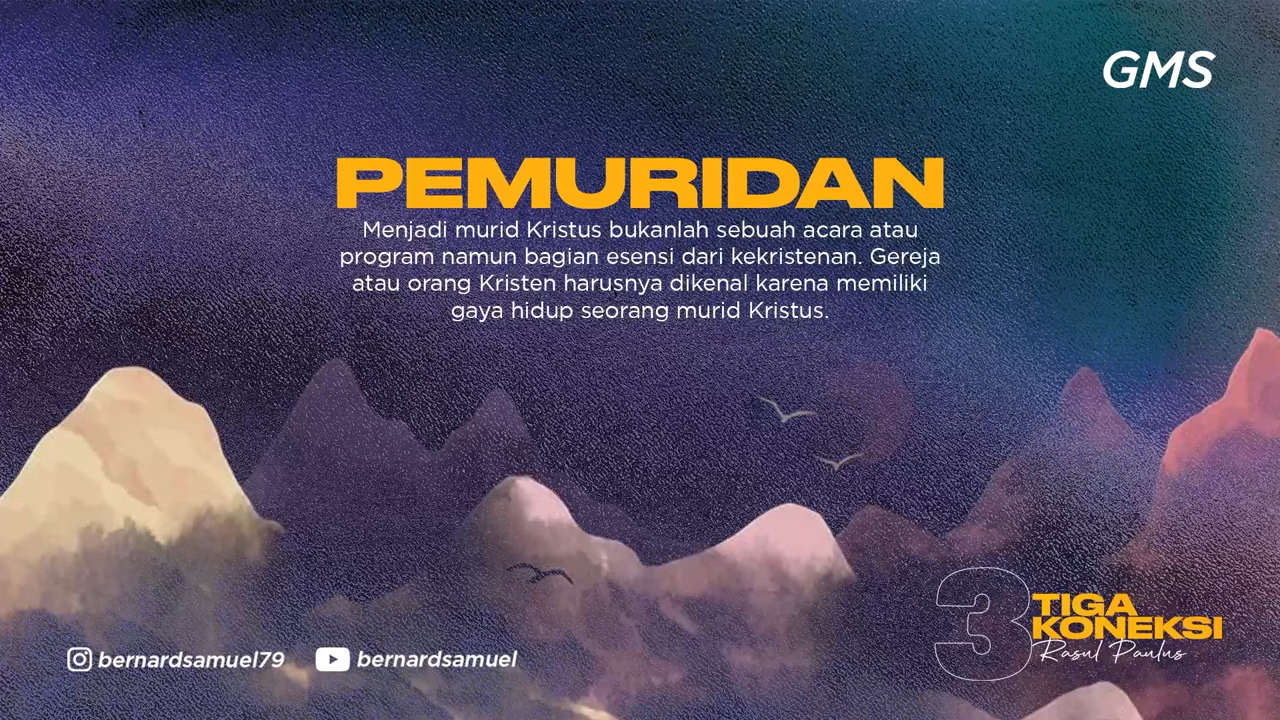 GMS
PEMURIDAN
Menjadi murid Kristus bukanlah sebuah acara atau
program namun bagian esensi dari kekristenan. Gereja
atau orang Kristen harusnya dikenal karena memiliki
gaya hidup seorang murid Kristus.
3 TIGA
KONEKSI
Rasul Paulus
bernardsamuel79 bernardsamuel